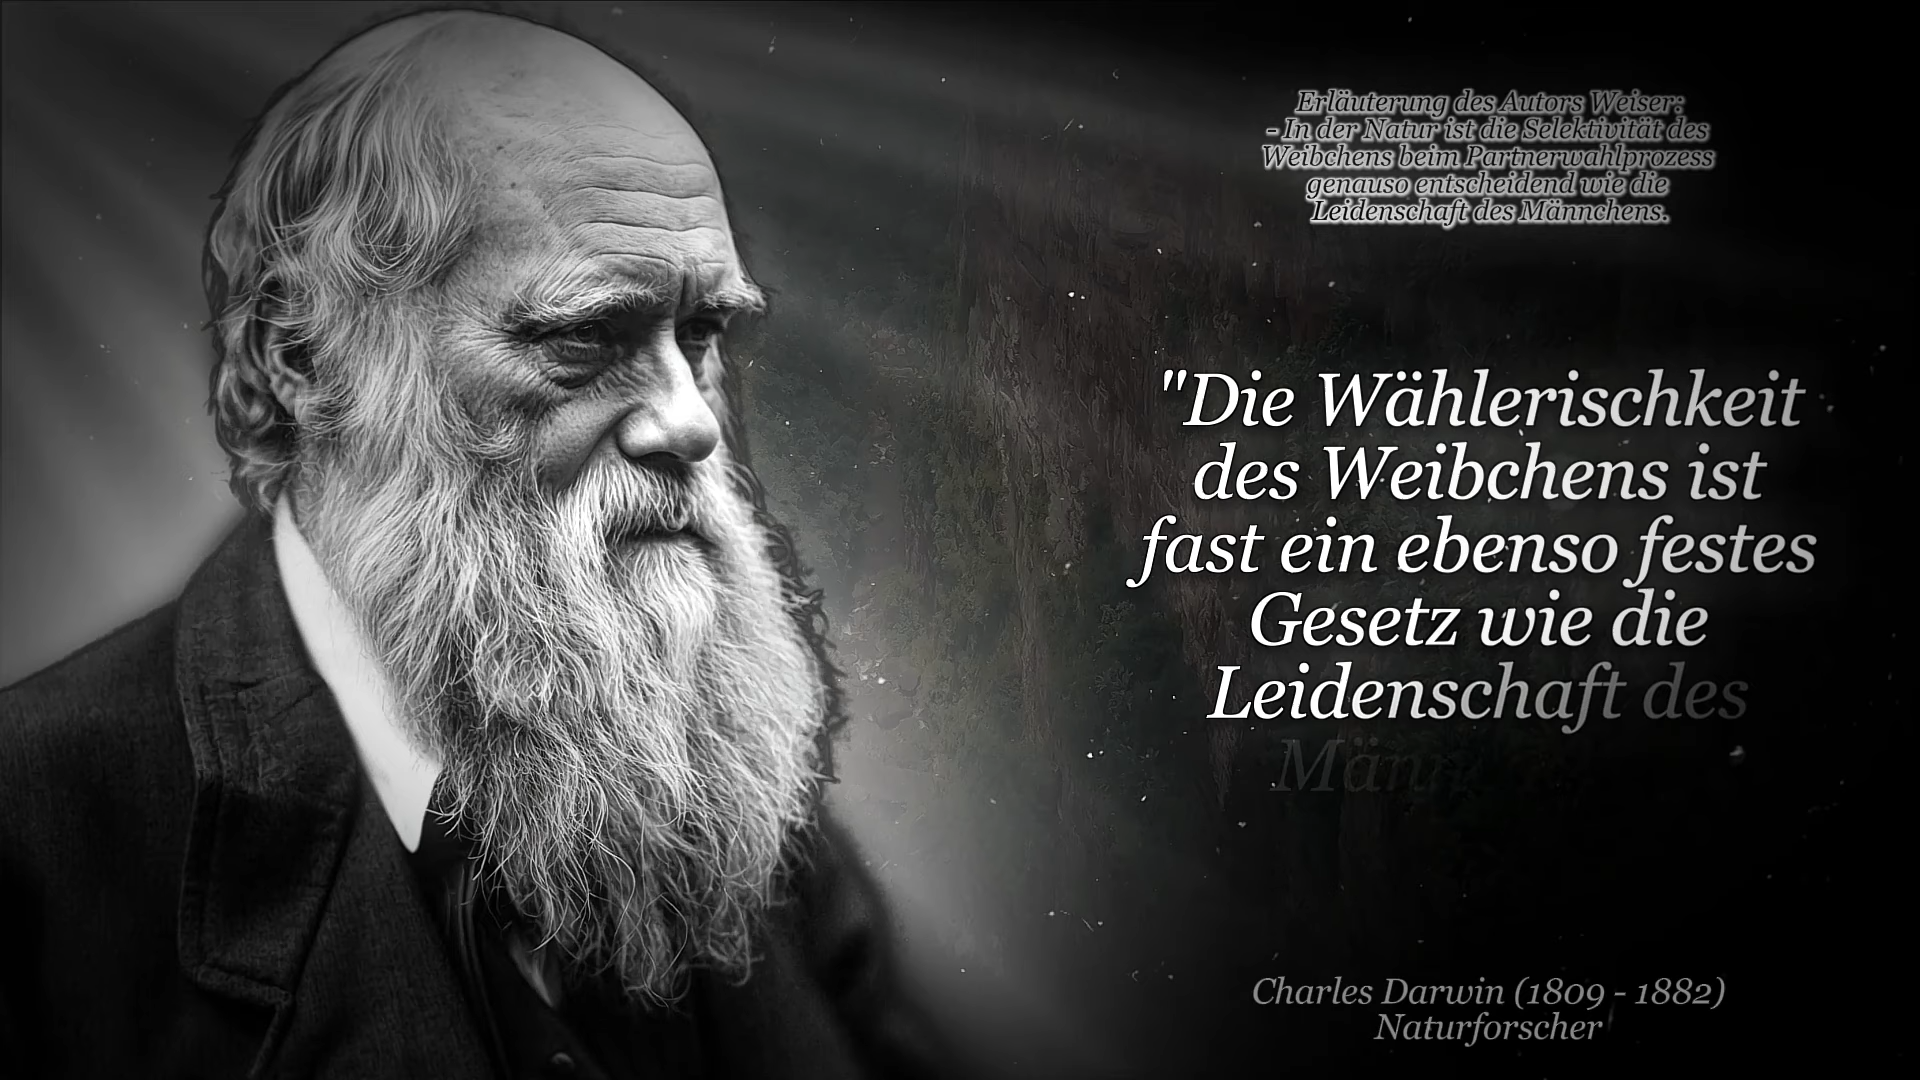 Erläuterung des Autors Weiser:
- In der Natur ist die Selektivität des
Weibchens beim Partnerwahlprozess
genauso entscheidend wie die
Leidenschaft des Männchens.
"Die Wählerischkeit
des Weibchens ist
fast ein ebenso festes
Gesetz wie die
Leidenschaft des
Charles Darwin (1809 - 1882)
Naturforscher